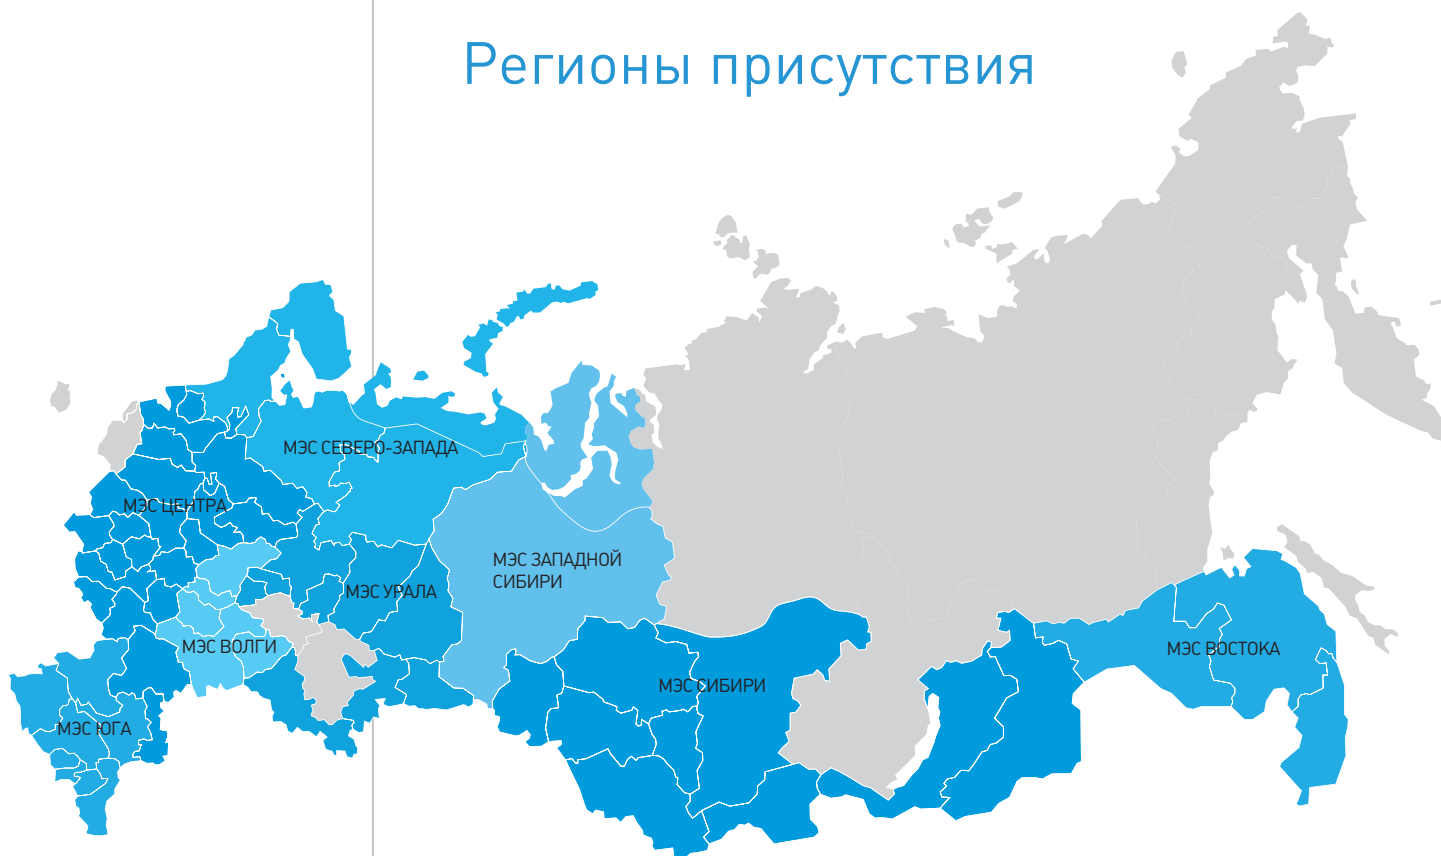 Регионы присутствия
МЭС СЕВЕРО-ЗАПАДА
МЭС ЦЕНТРА
МЭС ЗАПАДНОЙ
СИБИРИ
МЭС УРАЛА
МЭС ВОЛГИ
МЭС ВОСТОКА
МЭС СИБИРИ
МЭС ЮГА